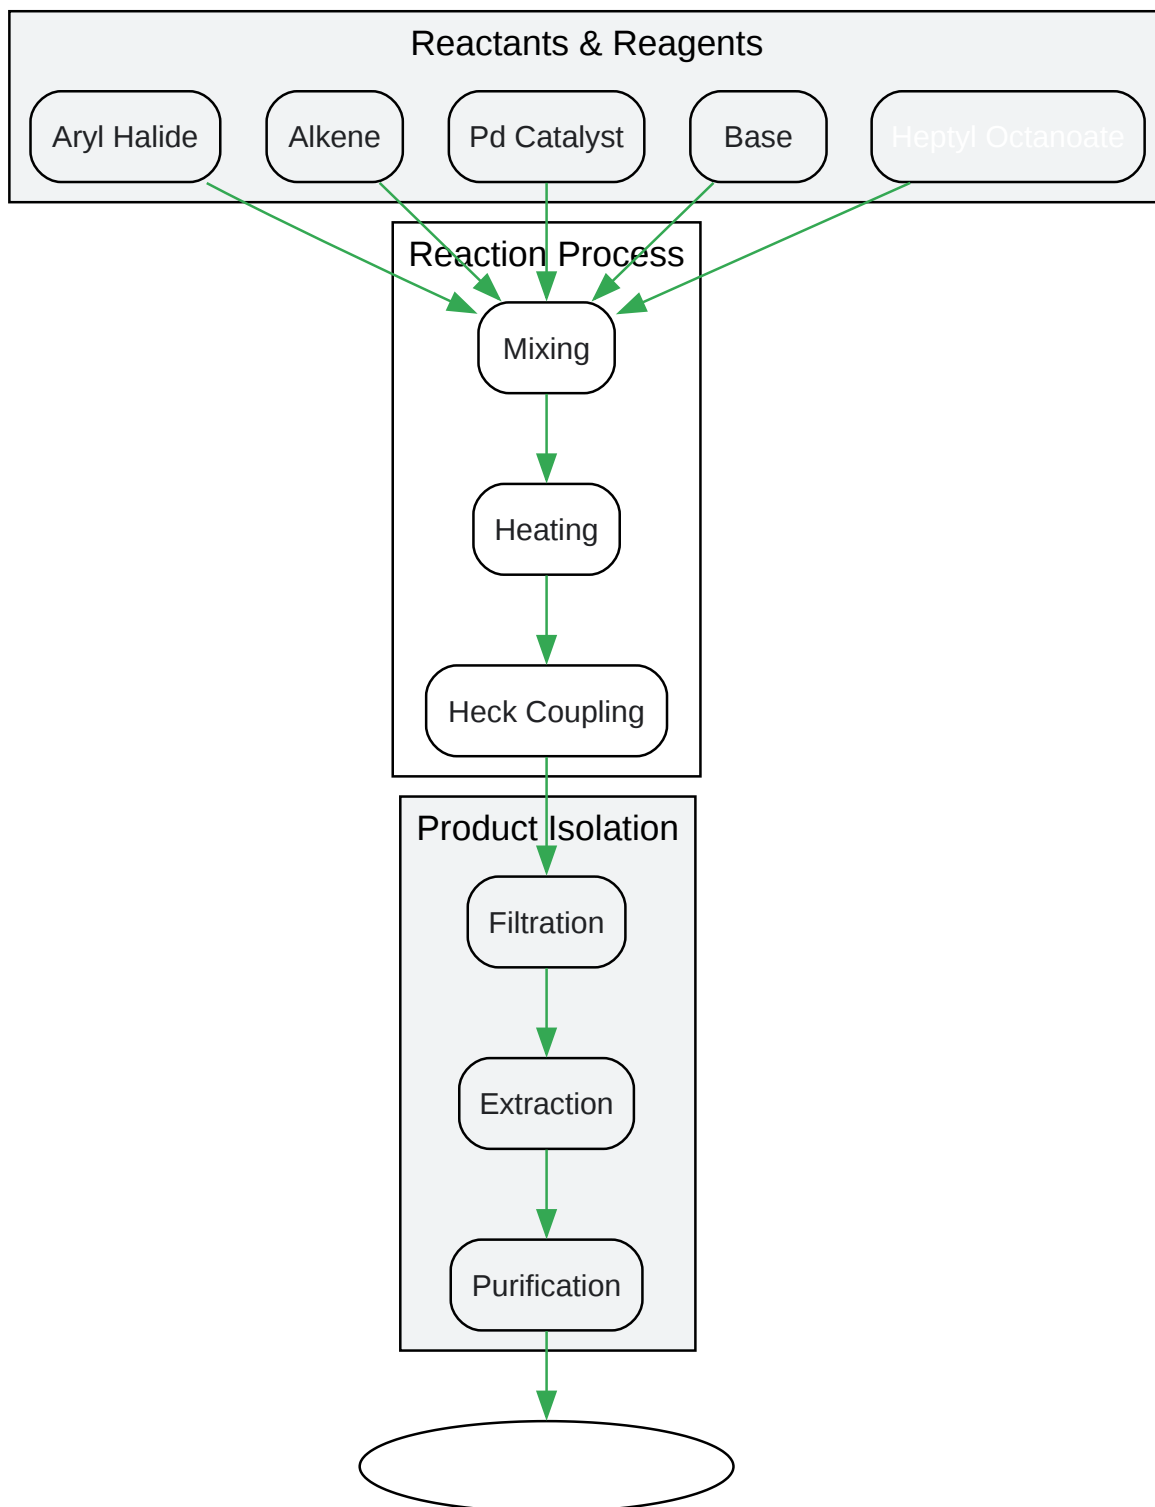 Reactants & Reagents
Aryl Halide
Alkene
Pd Catalyst
Base
Heptyl Octanoate
Reaction Process
Mixing
Heating
Heck Coupling
Product Isolation
Filtration
Extraction
Purification